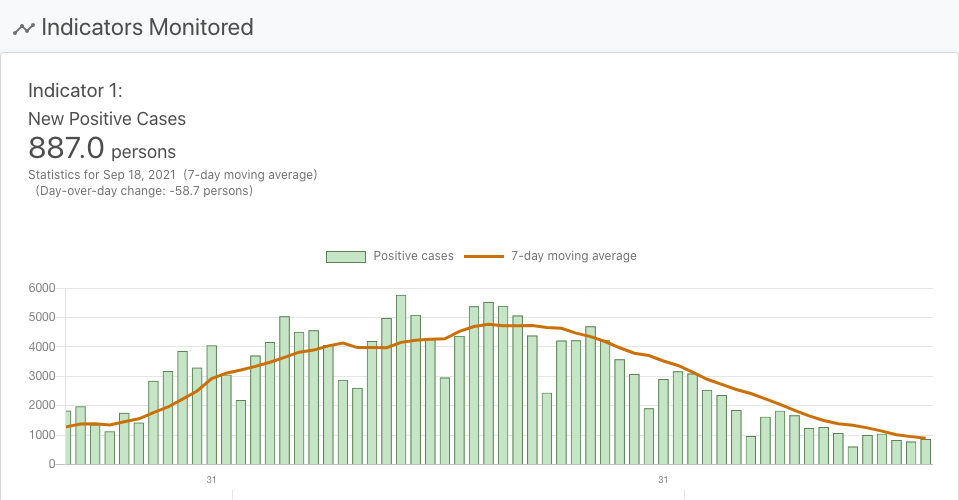 Indicators Monitored
Indicator 1:
New Positive Cases
887.0 persons
Statistics for Sep 18, 2021 (7-day moving average)
(Day-over-day change: -58.7 persons)
Positive cases 7-day moving average
6000
5000
4000
3000
2000
1000
0
31 31